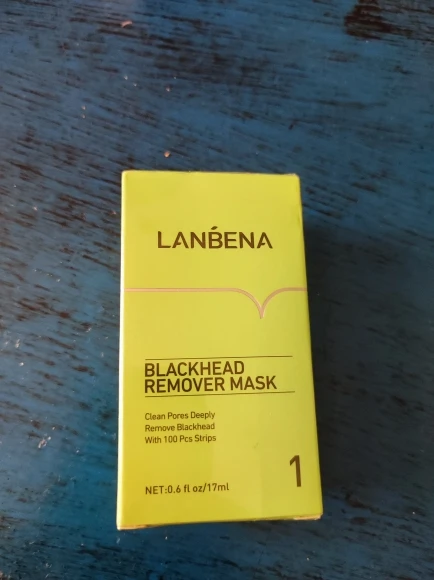 LANBENA
BLACKHEAD
REMOVER MASK
Clean Pores Deeply
Remove Blackhead
With 100 Pcs Strips
NET:0.6 fl oz/17ml
1